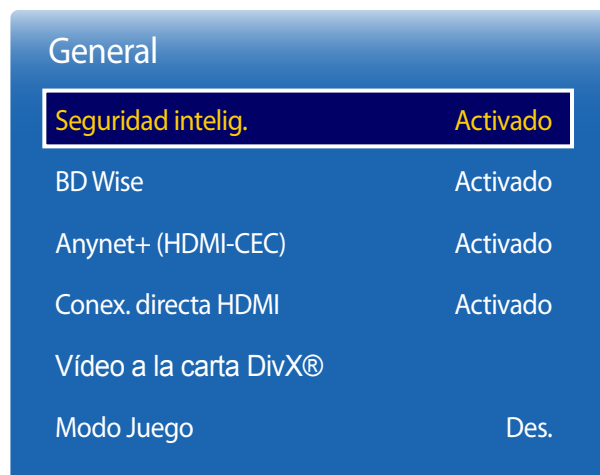 General
Seguridad intelig. Activado
BD Wise Activado
Anynet+ (HDMI-CEC) Activado
Conex. directa HDMI Activado
Vídeo a la carta DivX®
Modo Juego Des.